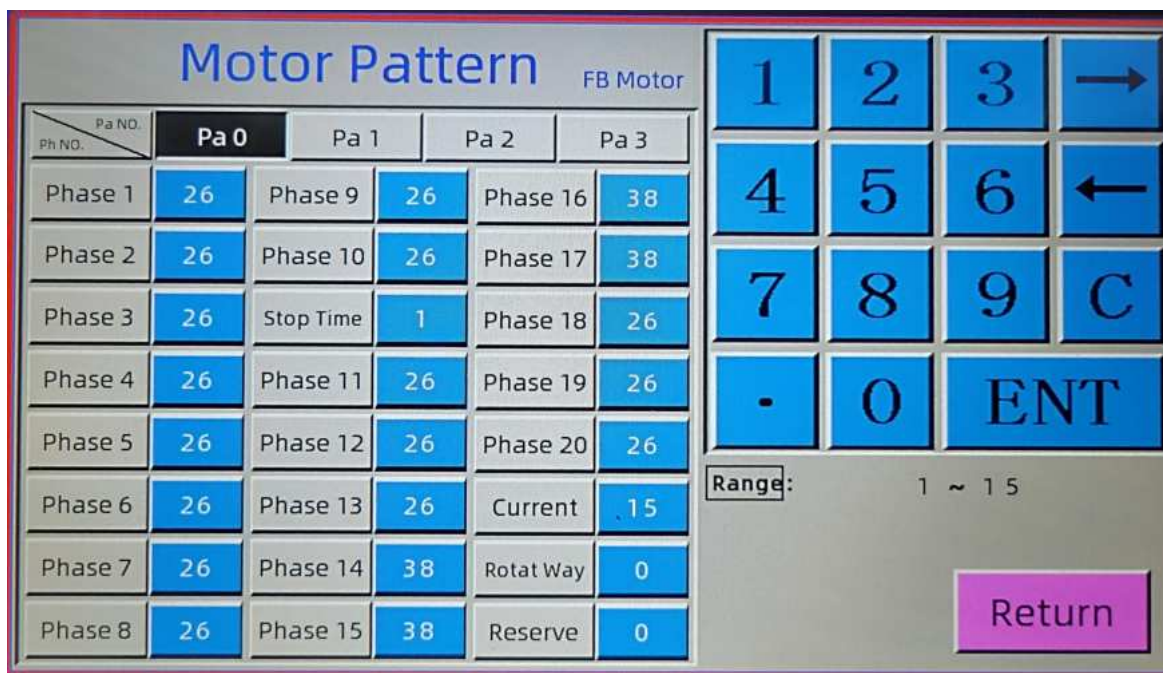 Motor Pattern FB Motor
Pa NO.
Ph NO.
Pa 0 Pa 1 Pa 2 Pa 3
Phase 1 26 Phase 9 26 Phase 16 38
Phase 2 26 Phase 10 26 Phase 17 38
Phase 3 26 Stop Time 1 Phase 18 26
Phase 4 26 Phase 11 26 Phase 19 26
Phase 5 26 Phase 12 26 Phase 20 26
Phase 6 26 Phase 13 26 Current 15
Phase 7 26 Phase 14 38 Rotat Way 0
Phase 8 26 Phase 15 38 Reserve 0
1 2 3 →
4 5 6 ←
7 8 9 C
. 0 ENT
Range: 1 ~ 15
Return